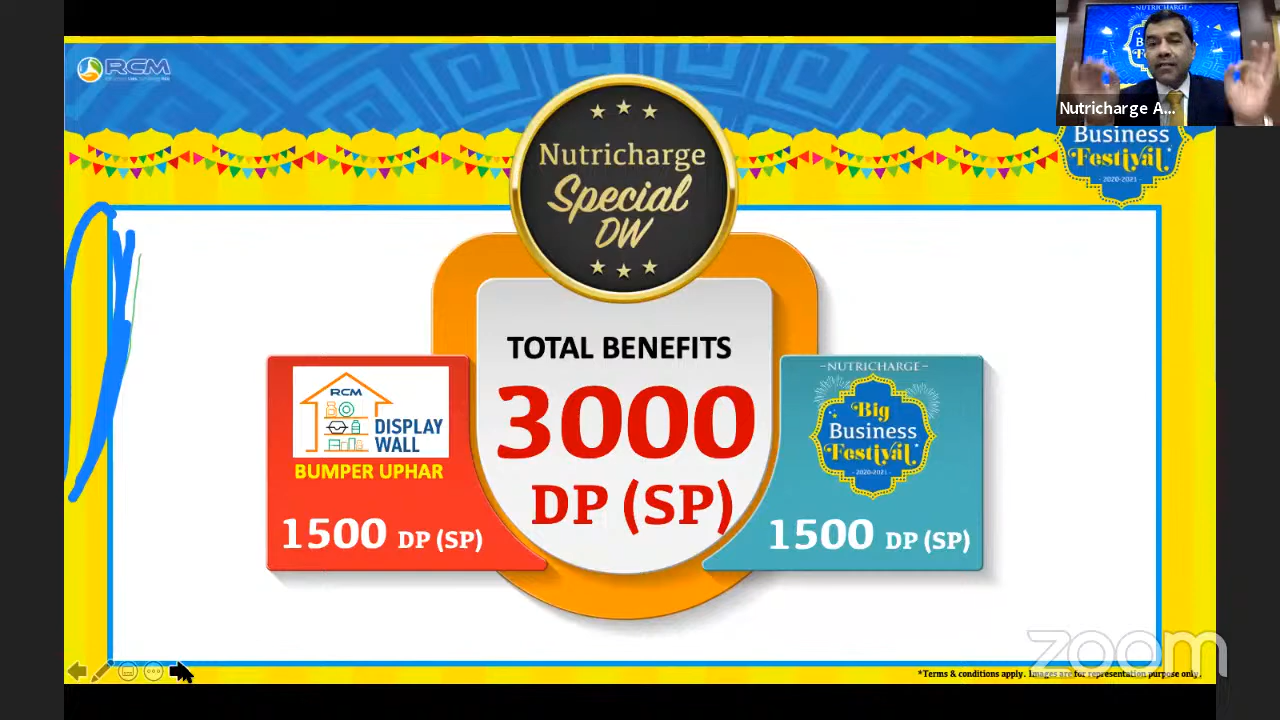 RCM
Nutricharge
Special
DW
TOTAL BENEFITS
3000
DP (SP)
RCM
DISPLAY
WALL
BUMPER UPHAR
1500 DP (SP)
NUTRICHARGE
Big
Business
Festival
- 2020-2021 -
1500 DP (SP)
NUTRICHARGE
Nutricharge A...
Business
Festival
- 2020-2021 -
zoom
*Terms & conditions apply. Images are for representation purpose only.